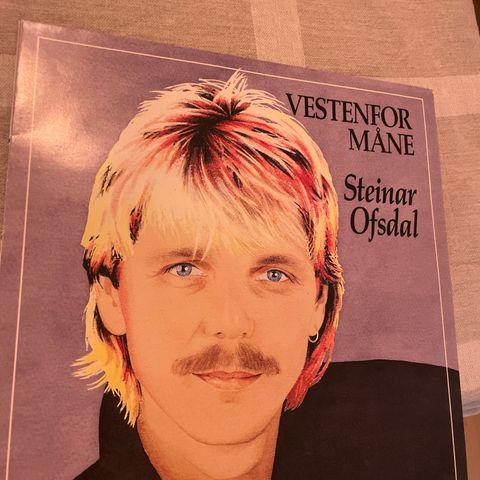 VESTENFOR
MÅNE
Steinar
Ofsdal